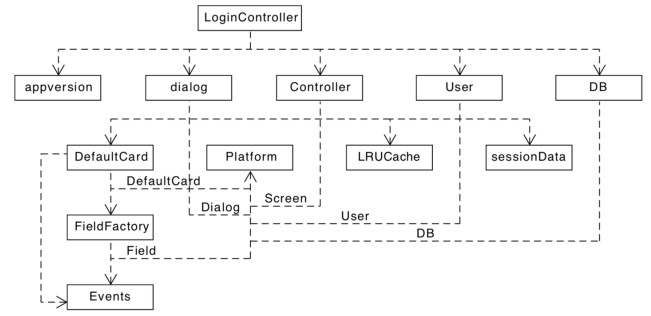 LoginController
appversion
dialog
Controller
User
DB
DefaultCard
Platform
LRUCache
sessionData
DefaultCard
Screen
Dialog
User
FieldFactory
DB
Field
Events